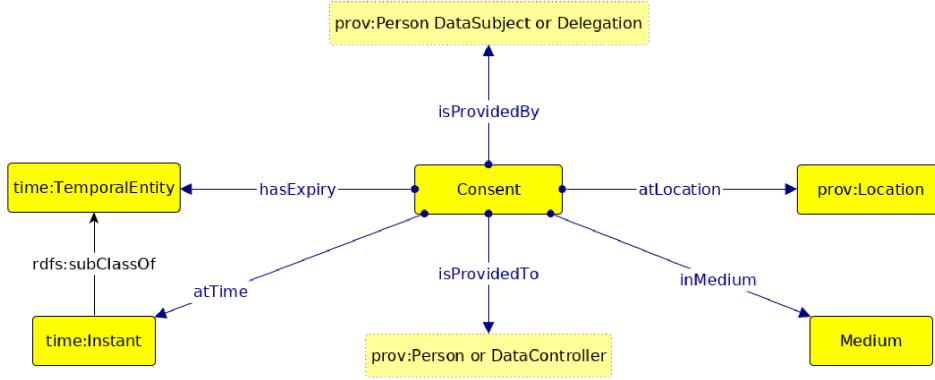 prov:Person DataSubject or Delegation
isProvidedBy
time:TemporalEntity
hasExpiry
Consent
atLocation
prov:Location
rdfs:subClassOf
isProvidedTo
inMedium
atTime
time:Instant
Medium
prov:Person or DataController